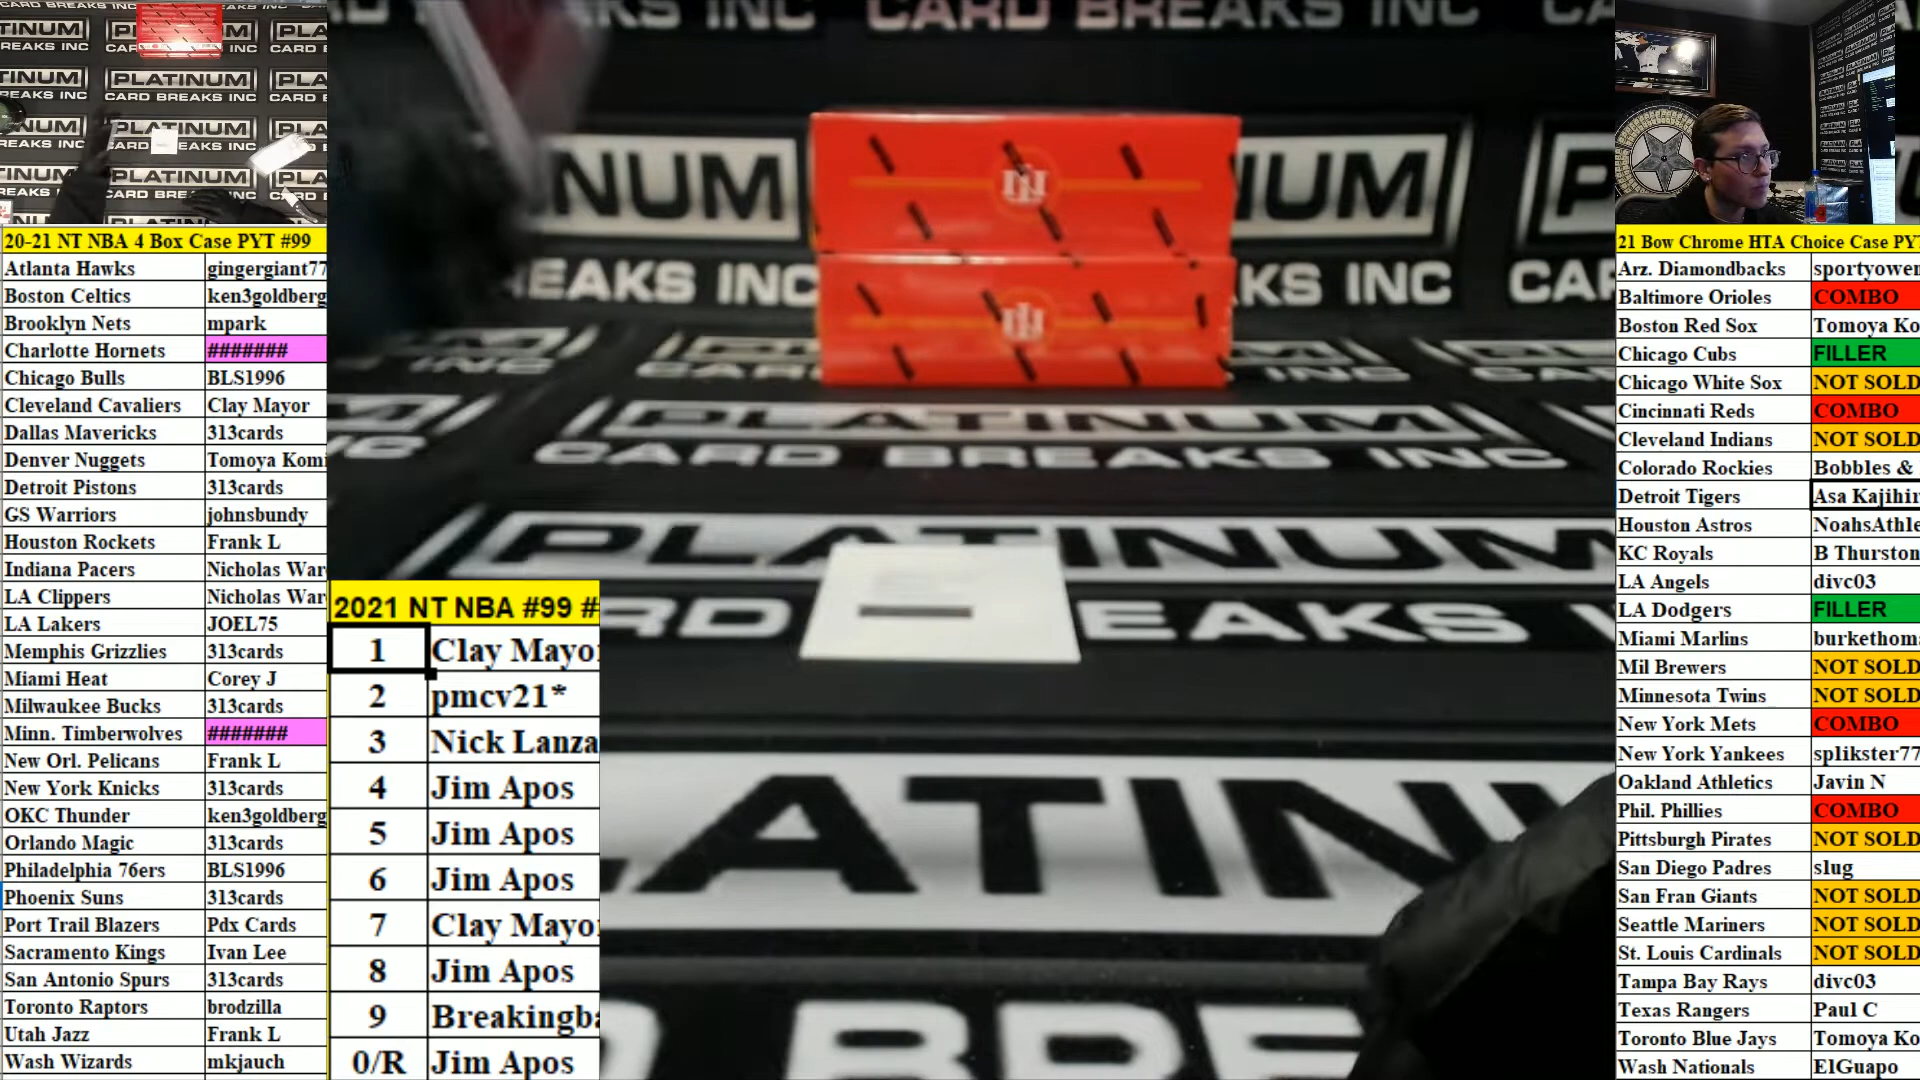 20-21 NT NBA 4 Box Case PYT #99
Atlanta Hawks gingergiant77
Boston Celtics ken3goldberg
Brooklyn Nets mpark
Charlotte Hornets #######
Chicago Bulls BLS1996
Cleveland Cavaliers Clay Mayor
Dallas Mavericks 313cards
Denver Nuggets Tomoya Komi
Detroit Pistons 313cards
GS Warriors johnsbundy
Houston Rockets Frank L
Indiana Pacers Nicholas War
LA Clippers Nicholas War
LA Lakers JOEL75
Memphis Grizzlies 313cards
Miami Heat Corey J
Milwaukee Bucks 313cards
Minn. Timberwolves #######
New Orl. Pelicans Frank L
New York Knicks 313cards
OKC Thunder ken3goldberg
Orlando Magic 313cards
Philadelphia 76ers BLS1996
Phoenix Suns 313cards
Port Trail Blazers Pdx Cards
Sacramento Kings Ivan Lee
San Antonio Spurs 313cards
Toronto Raptors brodzilla
Utah Jazz Frank L
Wash Wizards mkjauch
2021 NT NBA #99 #
1 Clay Mayor
2 pmcv21*
3 Nick Lanza
4 Jim Apos
5 Jim Apos
6 Jim Apos
7 Clay Mayor
8 Jim Apos
9 Breakingba
0/R Jim Apos
CARD BREAKS INC
PLATINUM
CARD BREAKS INC
PLATINUM
CARD BREAKS INC
21 Bow Chrome HTA Choice Case PYT
Arz. Diamondbacks sportyower
Baltimore Orioles COMBO
Boston Red Sox Tomoya Ko
Chicago Cubs FILLER
Chicago White Sox NOT SOLD
Cincinnati Reds COMBO
Cleveland Indians NOT SOLD
Colorado Rockies Bobbles &
Detroit Tigers Asa Kajihir
Houston Astros NoahsAthle
KC Royals B Thurston
LA Angels divc03
LA Dodgers FILLER
Miami Marlins burkethoma
Mil Brewers NOT SOLD
Minnesota Twins NOT SOLD
New York Mets COMBO
New York Yankees splikster77
Oakland Athletics Javin N
Phil. Phillies COMBO
Pittsburgh Pirates NOT SOLD
San Diego Padres slug
San Fran Giants NOT SOLD
Seattle Mariners NOT SOLD
St. Louis Cardinals NOT SOLD
Tampa Bay Rays divc03
Texas Rangers Paul C
Toronto Blue Jays Tomoya Ko
Wash Nationals ElGuapo